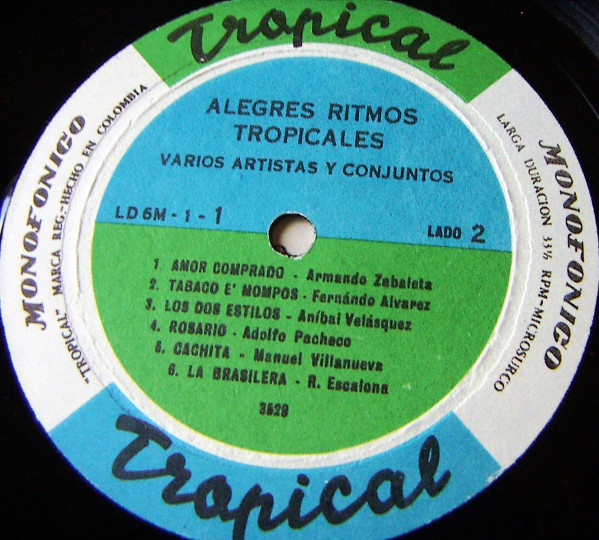 Tropical
ALEGRES RITMOS
TROPICALES
VARIOS ARTISTAS Y CONJUNTOS
LD 6M - 1 - 1
LADO 2
1 AMOR COMPRADO - Armando Zabaleta
2. TABACO E' MOMPOS - Fernándo Alvarez
3. LOS DOS ESTILOS - Aníbal Velásquez
4. ROSARIO - Adolfo Pacheco
5. CACHITA - Manuel Villanueva
6. LA BRASILERA - R. Escalona
3529
MONOFONICO
"TROPICAL" MARCA REG.-HECHO EN COLOMBIA
MONOFONICO
LARGA DURACION 33⅓ RPM-MICROSURCO
Tropical